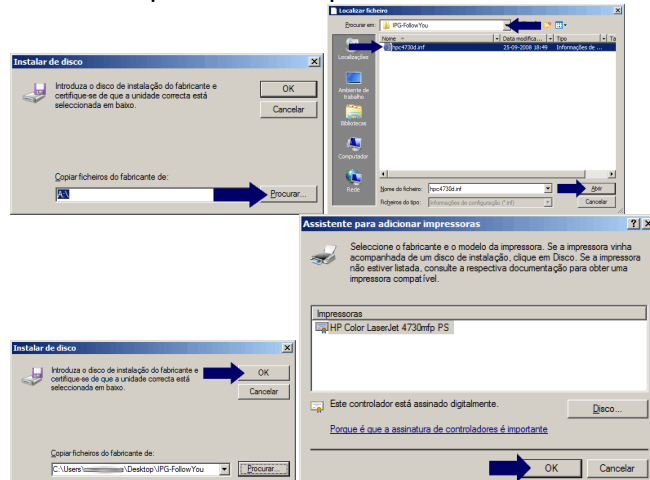 Instalar de disco
Introduza o disco de instalação do fabricante e
certifique-se de que a unidade correcta está
seleccionada em baixo.
OK
Cancelar
Copiar ficheiros do fabricante de:
A:\
Procurar...
Localizar ficheiro
Procurar em:
IPG-FollowYou
Nome
Data modifica...
Tipo
Ta
hpc4730d.inf
25-09-2008 18:49
Informações de ...
Localizações
Ambiente de
trabalho
Bibliotecas
Computador
Rede
Nome do ficheiro:
hpc4730d.inf
Abrir
Ficheiros do tipo:
Informações de configuração (*.inf)
Cancelar
Instalar de disco
Introduza o disco de instalação do fabricante e
certifique-se de que a unidade correcta está
seleccionada em baixo.
OK
Cancelar
Copiar ficheiros do fabricante de:
C:\Users\ a\Desktop\IPG-FollowYou
Procurar...
Assistente para adicionar impressoras
Seleccione o fabricante e o modelo da impressora. Se a
impressora vinha
acompanhada de um disco de instalação, clique em Disco. Se a impressora
não estiver listada, consulte a respectiva documentação para obter uma
impressora compatível.
Impressoras
HP Color LaserJet 4730mfp PS
Este controlador está assinado digitalmente.
Disco...
Porque é que a assinatura de controladores é importante
OK
Cancelar